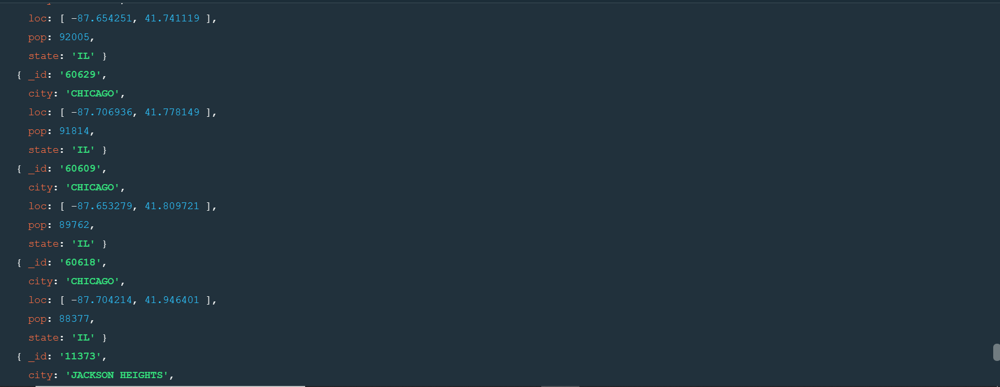 loc: [ -87.654251, 41.741119 ],
pop: 92005,
state: 'IL' }
{ _id: '60629',
city: 'CHICAGO',
loc: [ -87.706936, 41.778149 ],
pop: 91814,
state: 'IL' }
{ _id: '60609',
city: 'CHICAGO',
loc: [ -87.653279, 41.809721 ],
pop: 89762,
state: 'IL' }
{ _id: '60618',
city: 'CHICAGO',
loc: [ -87.704214, 41.946401 ],
pop: 88377,
state: 'IL' }
{ _id: '11373',
city: 'JACKSON HEIGHTS',